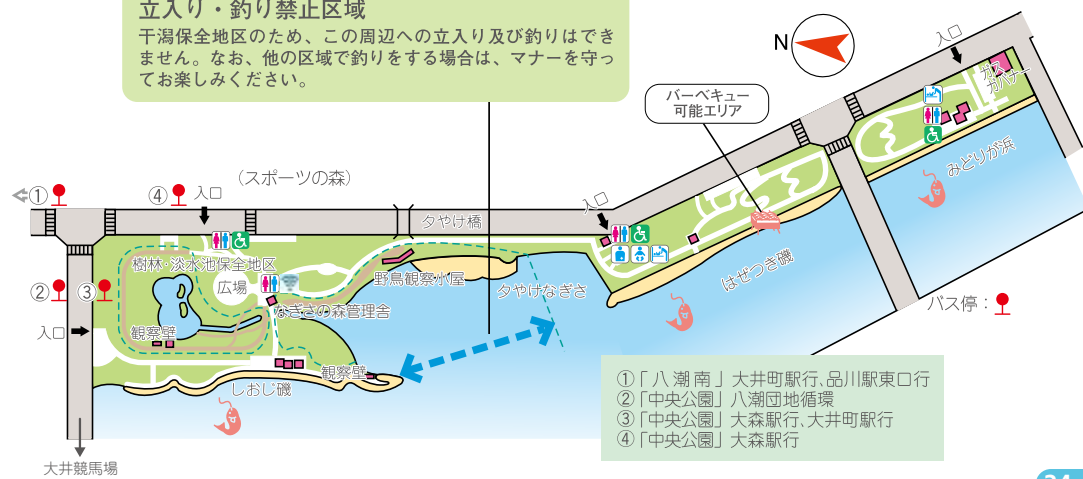 立入り・釣り禁止区域
干潟保全地区のため、この周辺への立入り及び釣りはでき
ません。なお、他の区域で釣りをする場合は、マナーを守っ
てお楽しみください。
N
入口
ガス
ガバナー
バーベキュー
可能エリア
みどりが浜
（スポーツの森）
①
④
入口
入口
夕やけ橋
樹林・淡水池保全地区
野鳥観察小屋
夕やけなぎさ
はぜつき磯
②
③
広場
なぎさの森管理舎
入口
観察壁
観察壁
しおじ磯
バス停：
①「八潮南」大井町駅行、品川駅東口行
②「中央公園」八潮団地循環
③「中央公園」大森駅行、大井町駅行
④「中央公園」大森駅行
大井競馬場